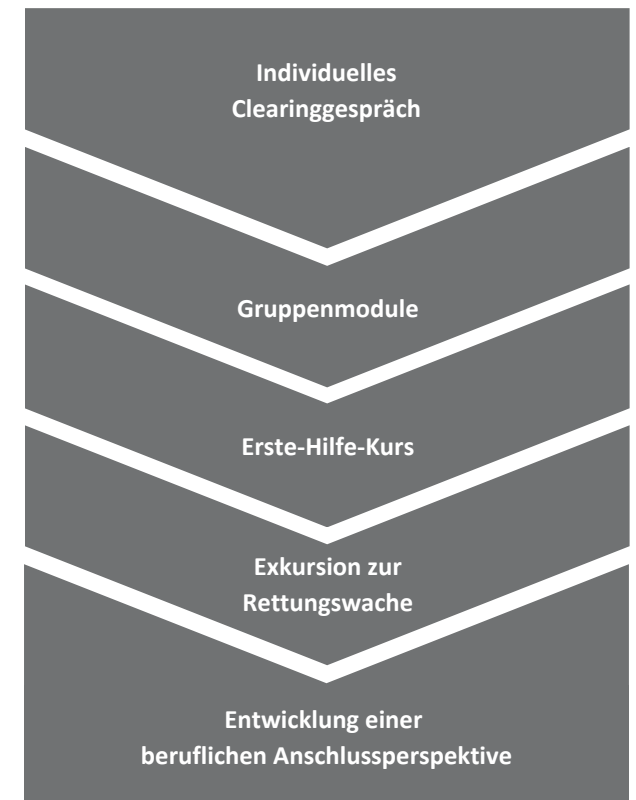 Individuelles
Clearinggespräch
Gruppenmodule
Erste-Hilfe-Kurs
Exkursion zur
Rettungswache
Entwicklung einer
beruflichen Anschlussperspektive